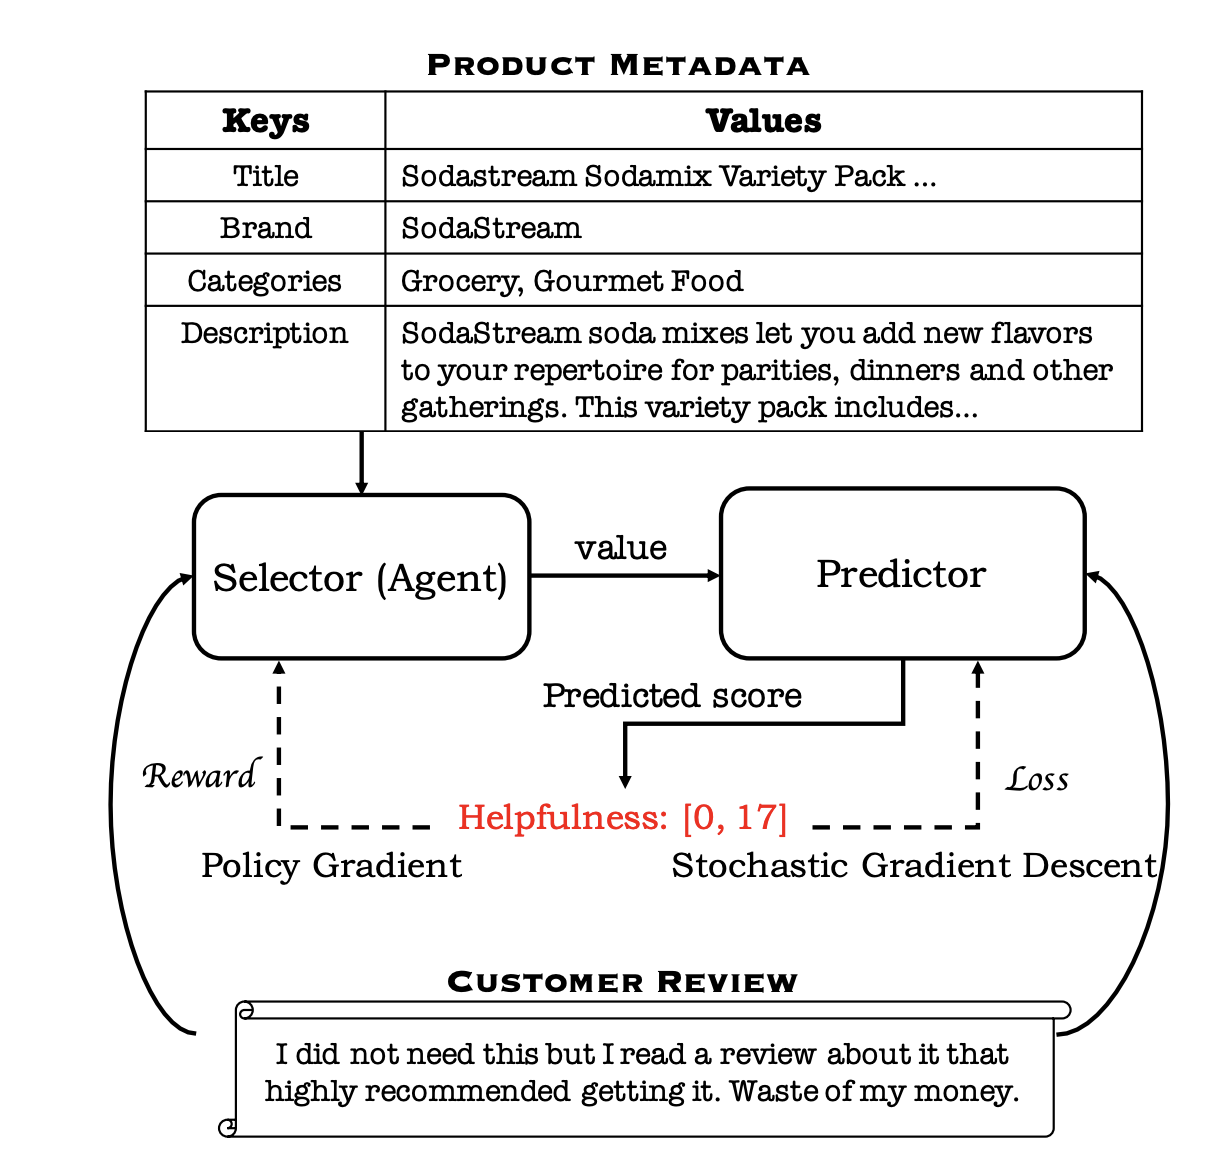 PRODUCT METADATA
Keys Values
Title Sodastream Sodamix Variety Pack ...
Brand SodaStream
Categories Grocery, Gourmet Food
Description SodaStream soda mixes let you add new flavors
to your repertoire for parities, dinners and other
gatherings. This variety pack includes...
value
Selector (Agent) Predictor
Predicted score
Reward Loss
Helpfulness: [0, 17]
Policy Gradient Stochastic Gradient Descent
CUSTOMER REVIEW
I did not need this but I read a review about it that
highly recommended getting it. Waste of my money.